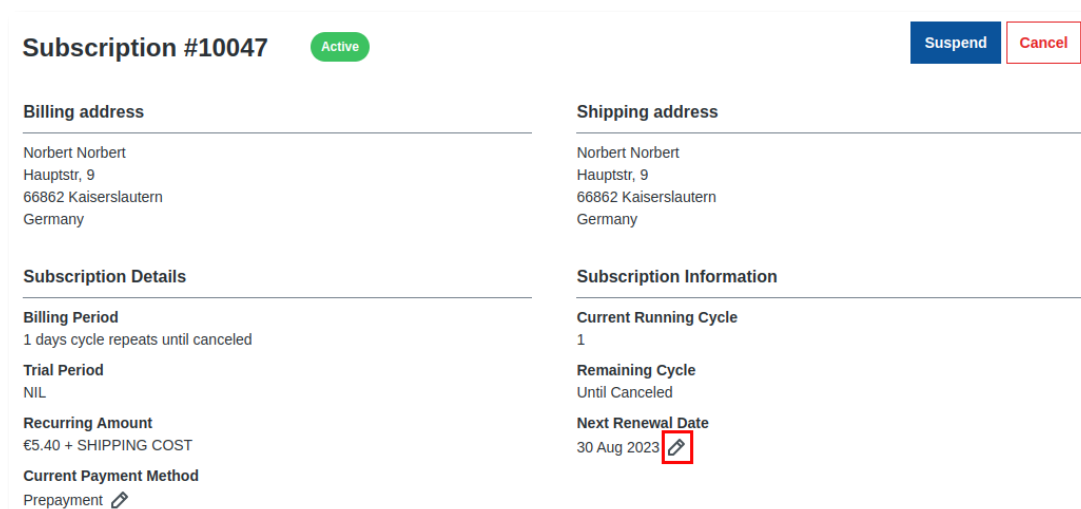 Subscription #10047
Active
Suspend
Cancel
Billing address
Norbert Norbert
Hauptstr, 9
66862 Kaiserslautern
Germany
Shipping address
Norbert Norbert
Hauptstr, 9
66862 Kaiserslautern
Germany
Subscription Details
Billing Period
1 days cycle repeats until canceled
Trial Period
NIL
Recurring Amount
€5.40 + SHIPPING COST
Current Payment Method
Prepayment
Subscription Information
Current Running Cycle
1
Remaining Cycle
Until Canceled
Next Renewal Date
30 Aug 2023